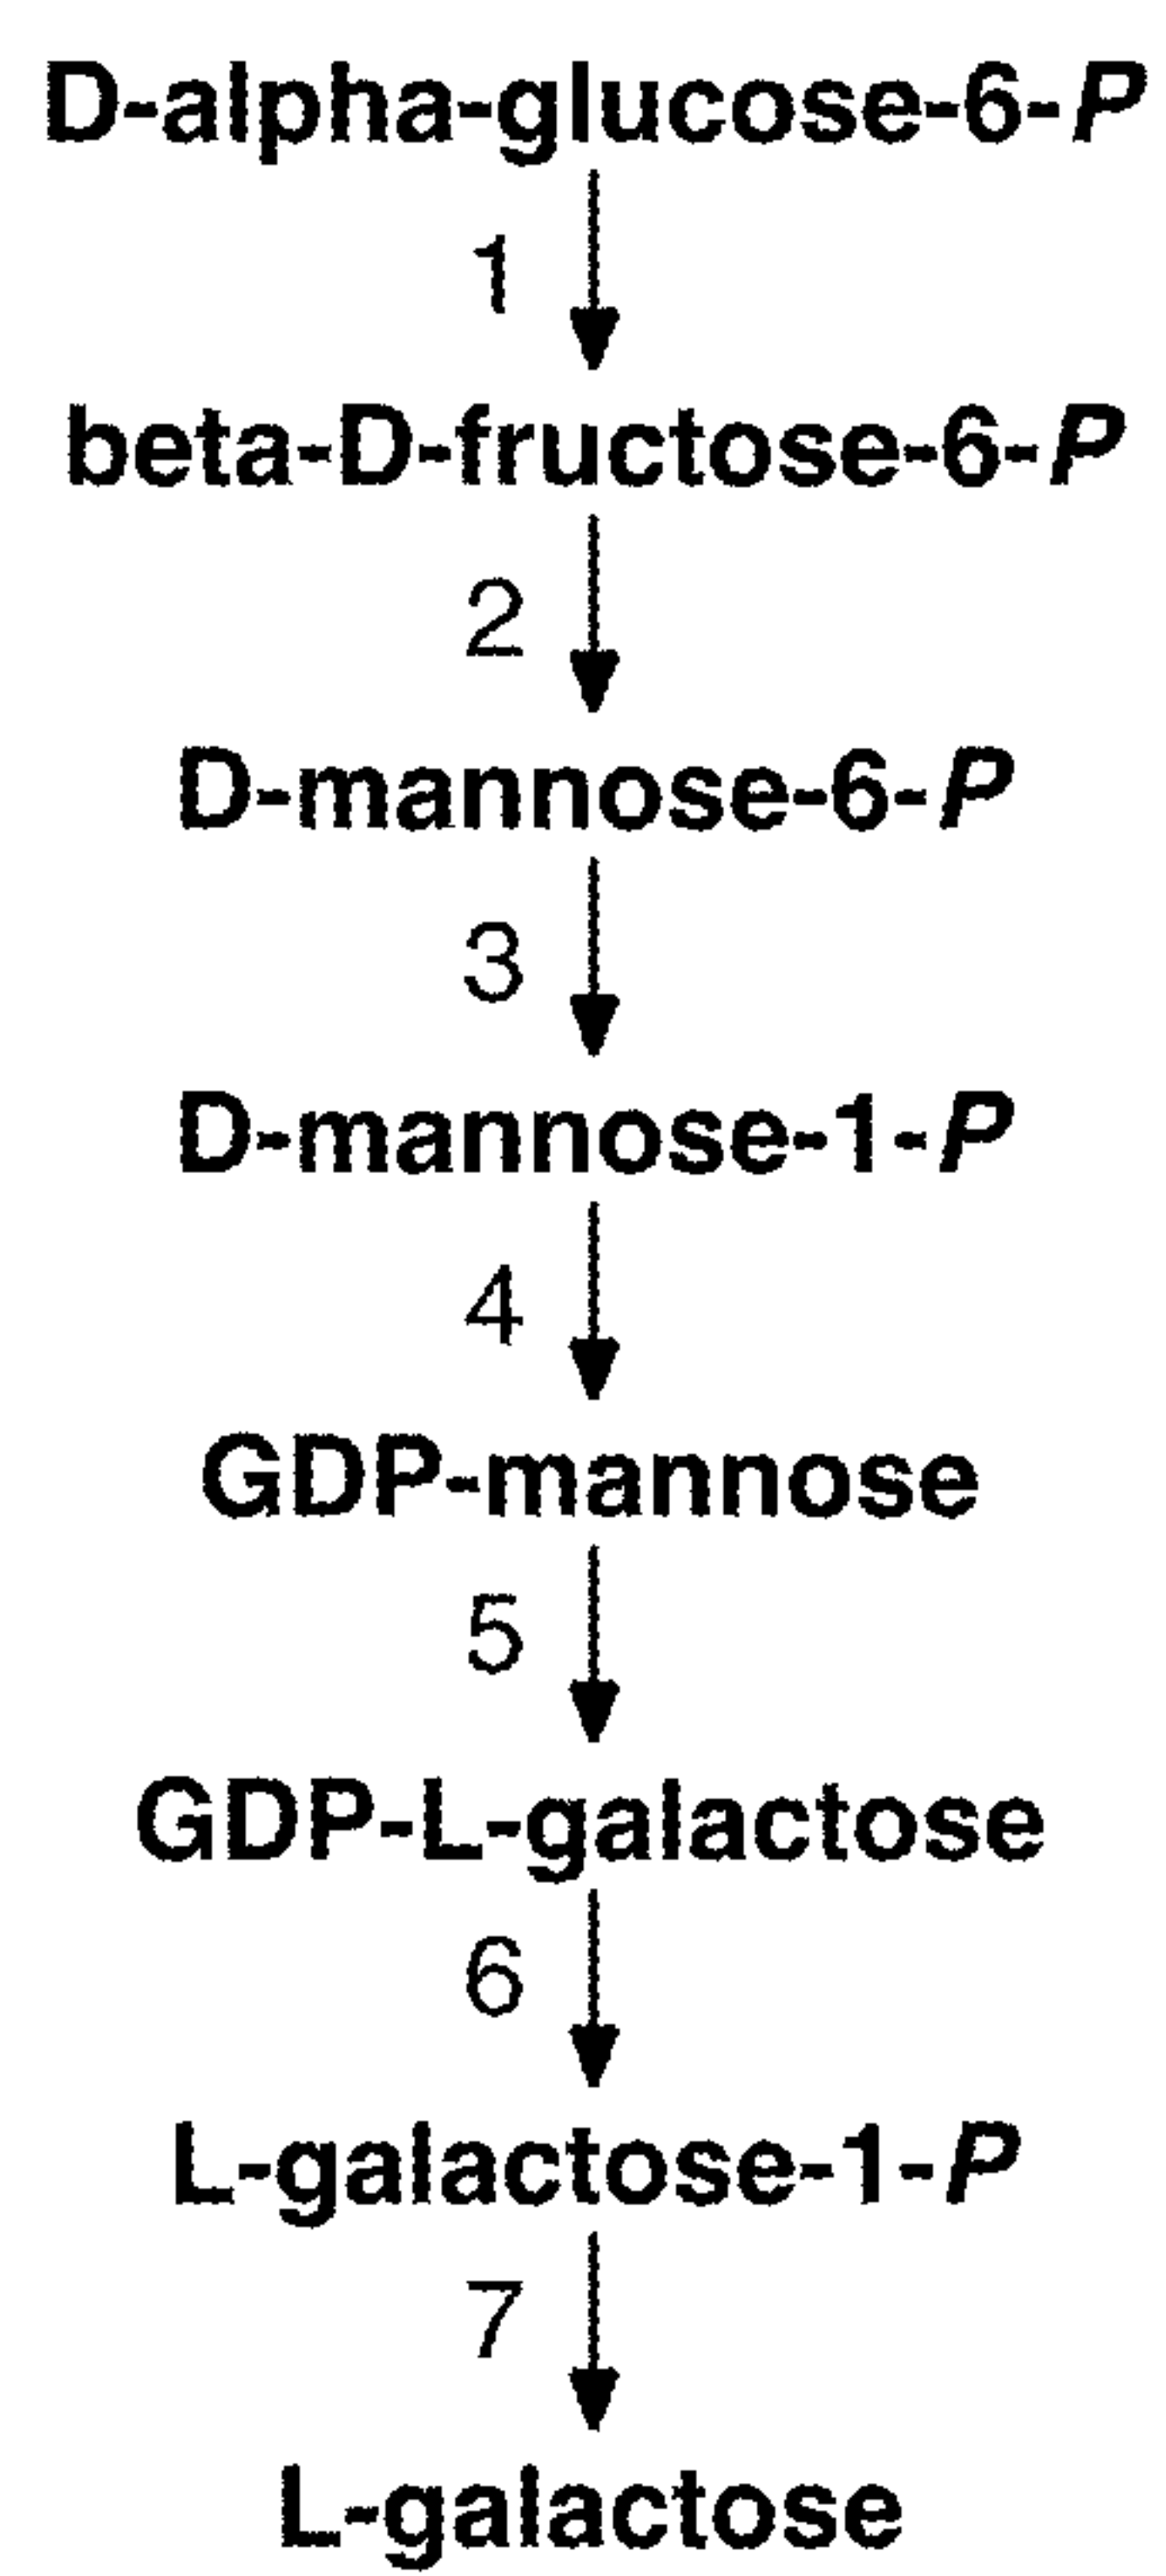 D-alpha-glucose-6-P
1
beta-D-fructose-6-P
2
D-mannose-6-P
3
D-mannose-1-P
4
GDP-mannose
5
GDP-L-galactose
6
L-galactose-1-P
7
L-galactose